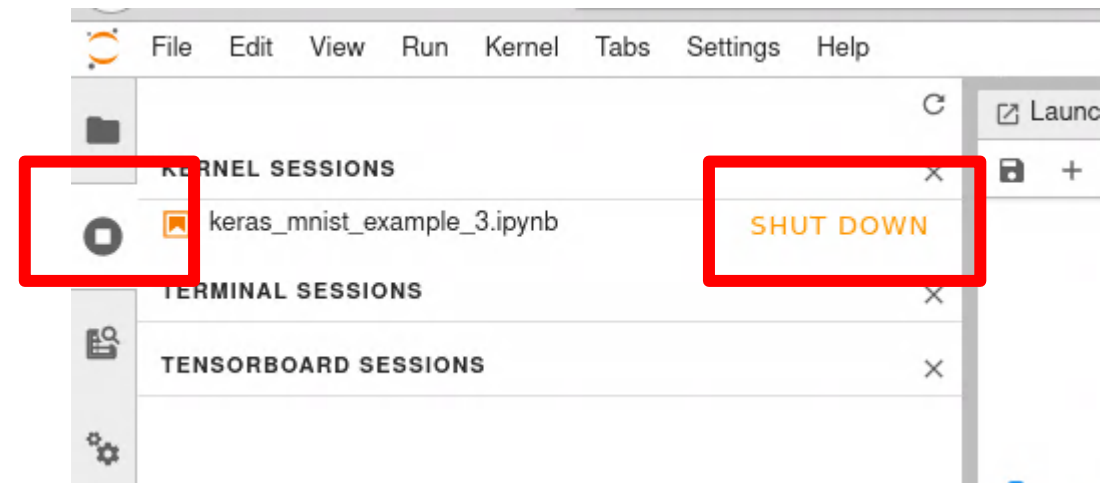 File Edit View Run Kernel Tabs Settings Help
KERNEL SESSIONS
keras_mnist_example_3.ipynb SHUT DOWN
TERMINAL SESSIONS
TENSORBOARD SESSIONS
Launc